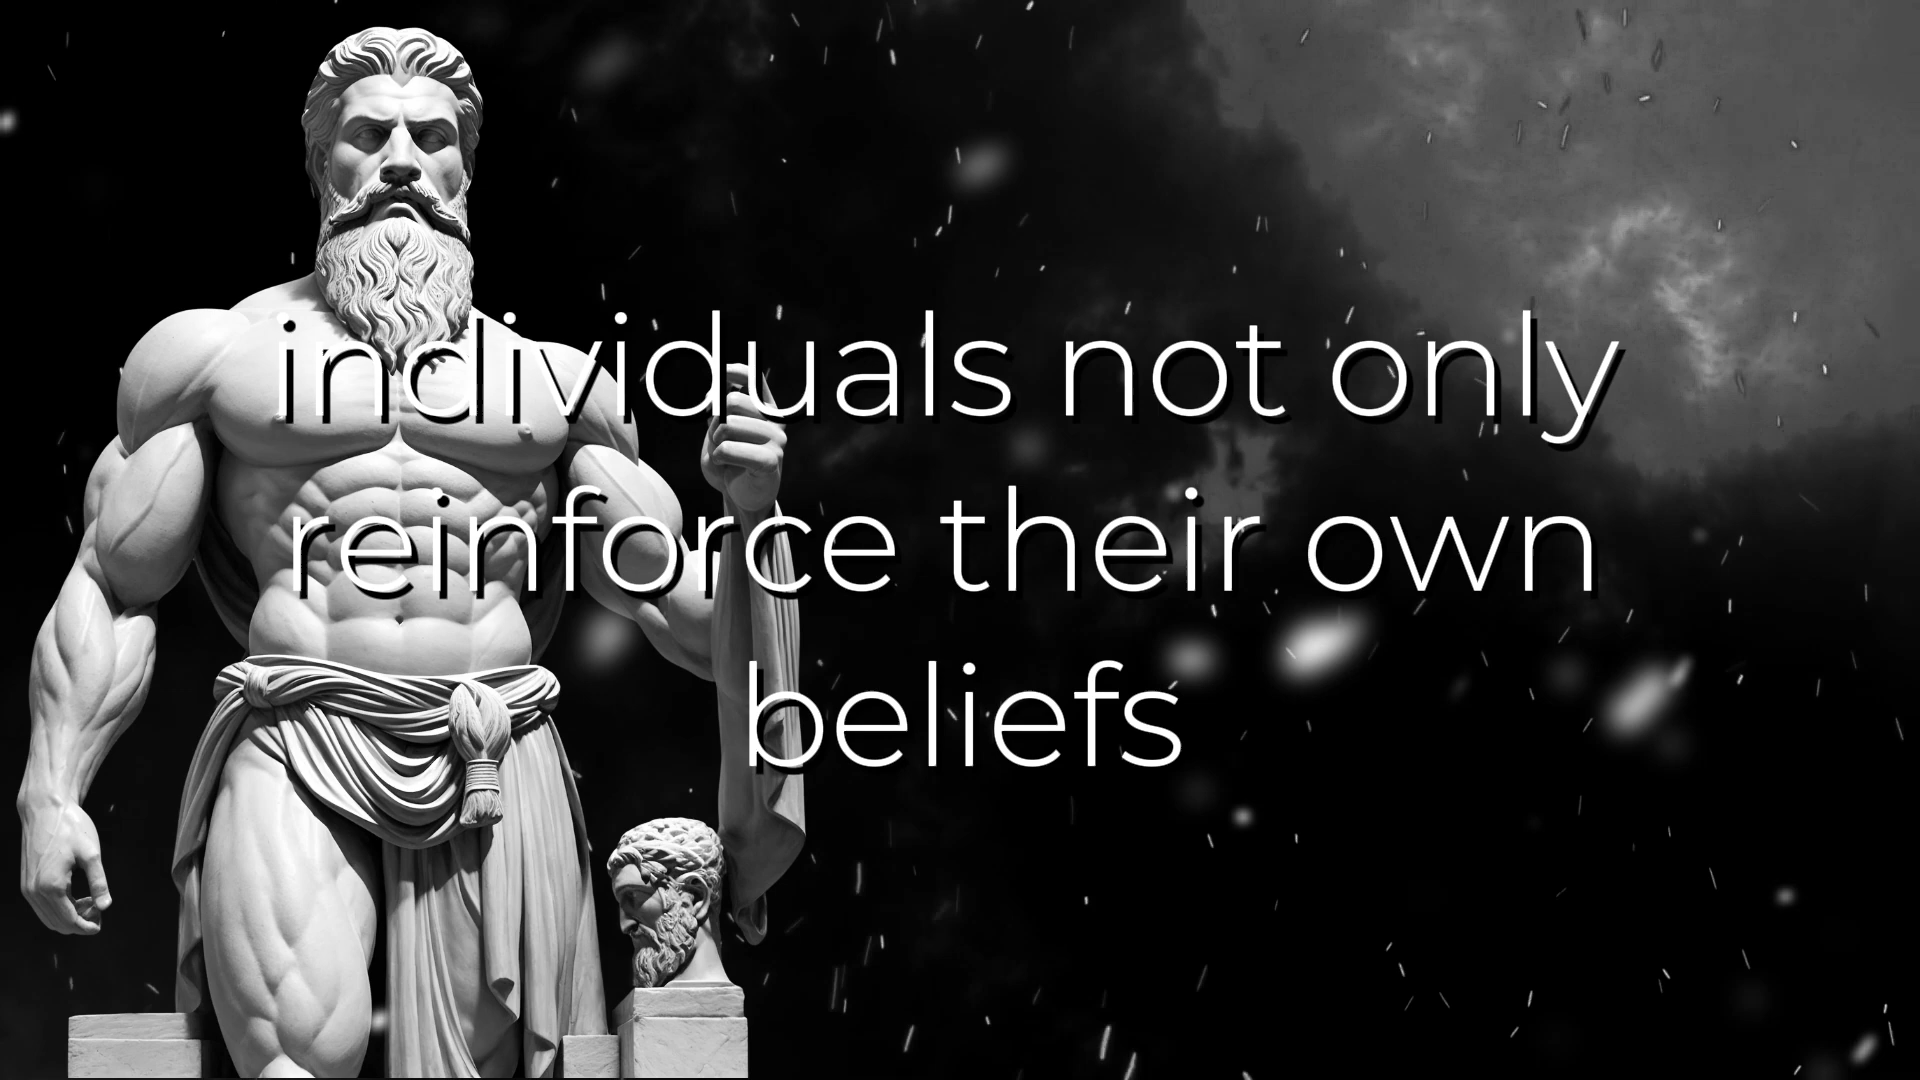 individuals not only
reinforce their own
beliefs